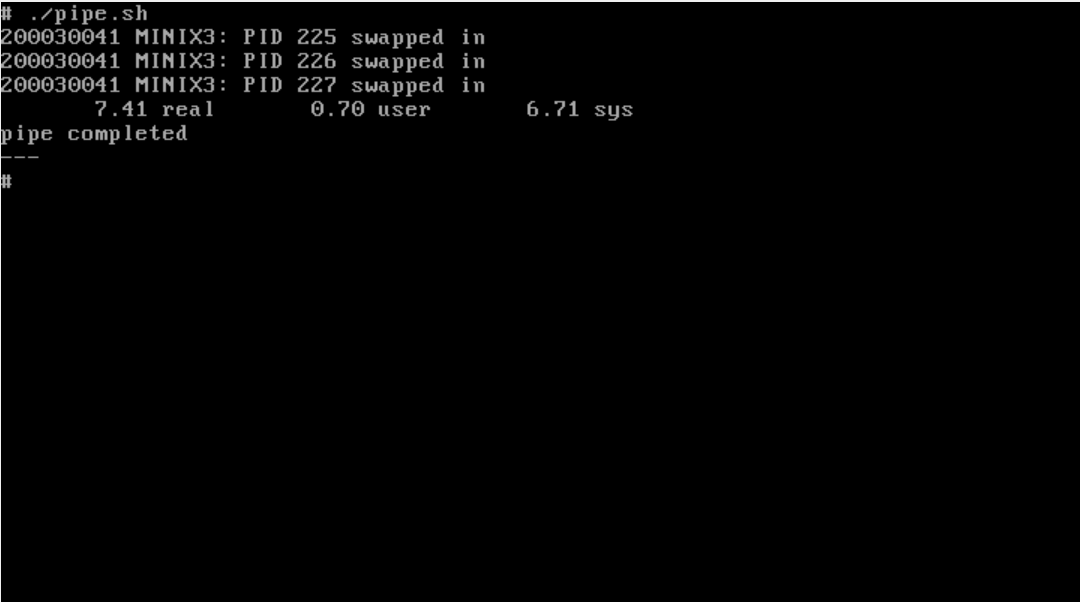 # ./pipe.sh
200030041 MINIX3: PID 225 swapped in
200030041 MINIX3: PID 226 swapped in
200030041 MINIX3: PID 227 swapped in
       7.41 real       0.70 user       6.71 sys
pipe completed
---
#